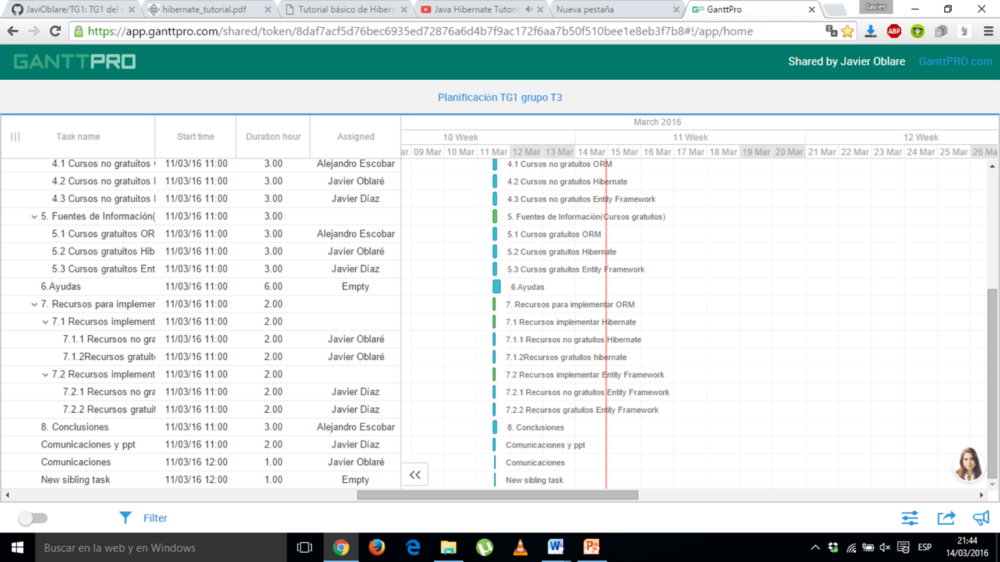 JaviOblare/TG1: TG1 del g
hibernate_tutorial.pdf
Tutorial básico de Hibern
Java Hibernate Tutoria
Nueva pestaña
GP GanttPro
Javier
https://app.ganttpro.com/shared/token/8daf7acf5d76bec6935ed72876a6d4b7f9ac172f6aa7b50f510bee1e8eb3f7b8#!/app/home
ABP
GANTTPRO
Shared by Javier Oblare GanttPRO.com
Planificación TG1 grupo T3
Task name Start time Duration hour Assigned
March 2016
10 Week 11 Week 12 Week
ar 09 Mar 10 Mar 11 Mar 12 Mar 13 Mar 14 Mar 15 Mar 16 Mar 17 Mar 18 Mar 19 Mar 20 Mar 21 Mar 22 Mar 23 Mar 24 Mar 25 Mar 26 Ma
4.1 Cursos no gratuitos 11/03/16 11:00 3.00 Alejandro Escobar 4.1 Cursos no gratuitos ORM
4.2 Cursos no gratuitos 11/03/16 11:00 3.00 Javier Oblaré 4.2 Cursos no gratuitos Hibernate
4.3 Cursos no gratuitos 11/03/16 11:00 3.00 Javier Díaz 4.3 Cursos no gratuitos Entity Framework
5. Fuentes de Información( 11/03/16 11:00 3.00 5. Fuentes de Información(Cursos gratuitos)
5.1 Cursos gratuitos OR 11/03/16 11:00 3.00 Alejandro Escobar 5.1 Cursos gratuitos ORM
5.2 Cursos gratuitos Hib 11/03/16 11:00 3.00 Javier Oblaré 5.2 Cursos gratuitos Hibernate
5.3 Cursos gratuitos Ent 11/03/16 11:00 3.00 Javier Díaz 5.3 Cursos gratuitos Entity Framework
6.Ayudas 11/03/16 11:00 6.00 Empty 6.Ayudas
7. Recursos para implemer 11/03/16 11:00 2.00 7. Recursos para implementar ORM
7.1 Recursos implement 11/03/16 11:00 2.00 7.1 Recursos implementar Hibernate
7.1.1 Recursos no gra 11/03/16 11:00 2.00 Javier Oblaré 7.1.1 Recursos no gratuitos Hibernate
7.1.2Recursos gratuit 11/03/16 11:00 2.00 Javier Oblaré 7.1.2Recursos gratuitos hibernate
7.2 Recursos implement 11/03/16 11:00 2.00 7.2 Recursos implementar Entity Framework
7.2.1 Recursos no gra 11/03/16 11:00 2.00 Javier Díaz 7.2.1 Recursos no gratuitos Entity Framework
7.2.2 Recursos gratuit 11/03/16 11:00 2.00 Javier Díaz 7.2.2 Recursos gratuitos Entity Framework
8. Conclusiones 11/03/16 11:00 3.00 Alejandro Escobar 8. Conclusiones
Comunicaciones y ppt 11/03/16 11:00 2.00 Javier Díaz Comunicaciones y ppt
Comunicaciones 11/03/16 12:00 1.00 Javier Oblaré Comunicaciones
New sibling task 11/03/16 12:00 1.00 Empty New sibling task
Filter
Buscar en la web y en Windows
ESP
21:44
14/03/2016